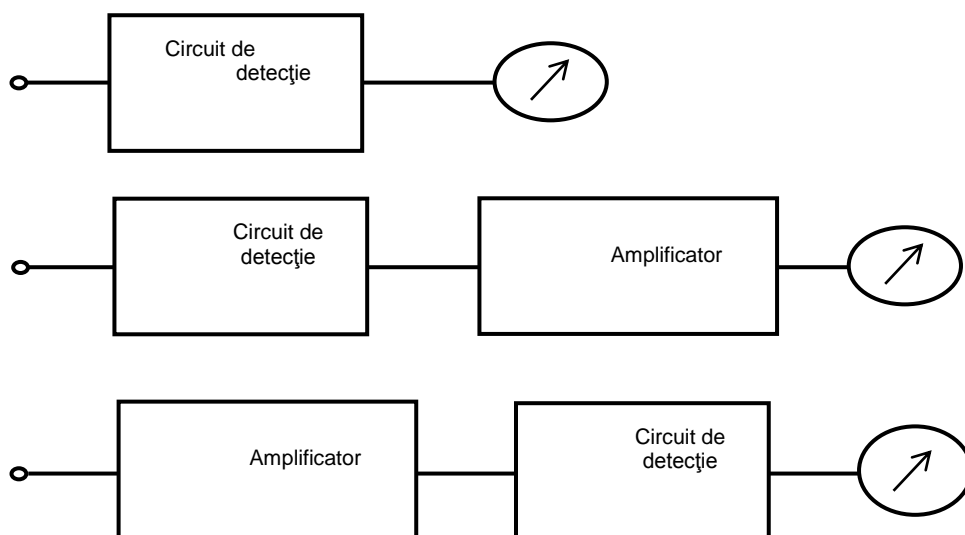 Circuit de
detecţie
Circuit de
detecţie
Amplificator
Amplificator
Circuit de
detecţie